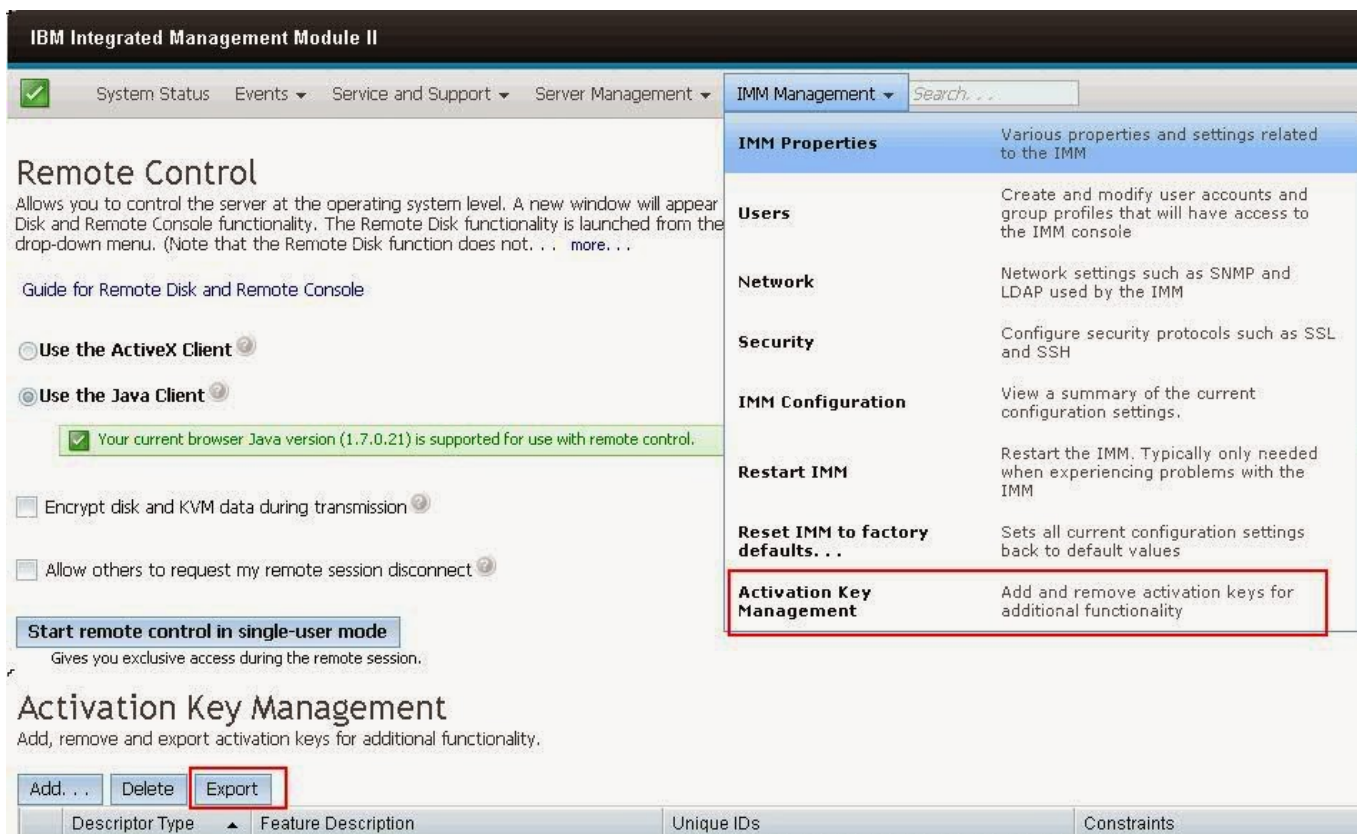 IBM Integrated Management Module II
System Status Events Service and Support Server Management IMM Management Search. . .
Remote Control
Allows you to control the server at the operating system level. A new window will appear
Disk and Remote Console functionality. The Remote Disk functionality is launched from the
drop-down menu. (Note that the Remote Disk function does not. . . more. . .
Guide for Remote Disk and Remote Console
Use the ActiveX Client
Use the Java Client
Your current browser Java version (1.7.0.21) is supported for use with remote control.
Encrypt disk and KVM data during transmission
Allow others to request my remote session disconnect
Start remote control in single-user mode
Gives you exclusive access during the remote session.
IMM Properties
Various properties and settings related
to the IMM
Users
Create and modify user accounts and
group profiles that will have access to
the IMM console
Network
Network settings such as SNMP and
LDAP used by the IMM
Security
Configure security protocols such as SSL
and SSH
IMM Configuration
View a summary of the current
configuration settings.
Restart IMM
Restart the IMM. Typically only needed
when experiencing problems with the
IMM
Reset IMM to factory
defaults. . .
Sets all current configuration settings
back to default values
Activation Key
Management
Add and remove activation keys for
additional functionality
Activation Key Management
Add, remove and export activation keys for additional functionality.
Add. . . Delete Export
Descriptor Type Feature Description Unique IDs Constraints